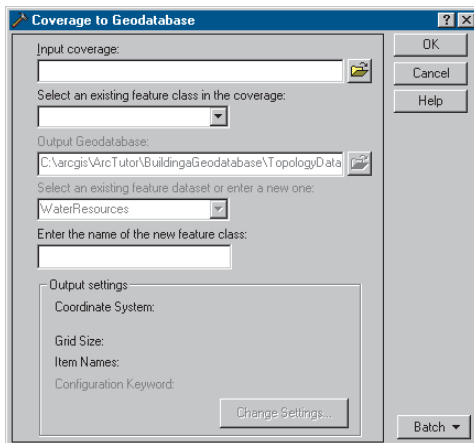 Coverage to Geodatabase
Input coverage:
Select an existing feature class in the coverage:
Output Geodatabase:
C:\arcgis\ArcTutor\BuildingaGeodatabase\TopologyData
Select an existing feature dataset or enter a new one:
WaterResources
Enter the name of the new feature class:
Output settings
Coordinate System:
Grid Size:
Item Names:
Configuration Keyword:
Change Settings...
OK
Cancel
Help
Batch